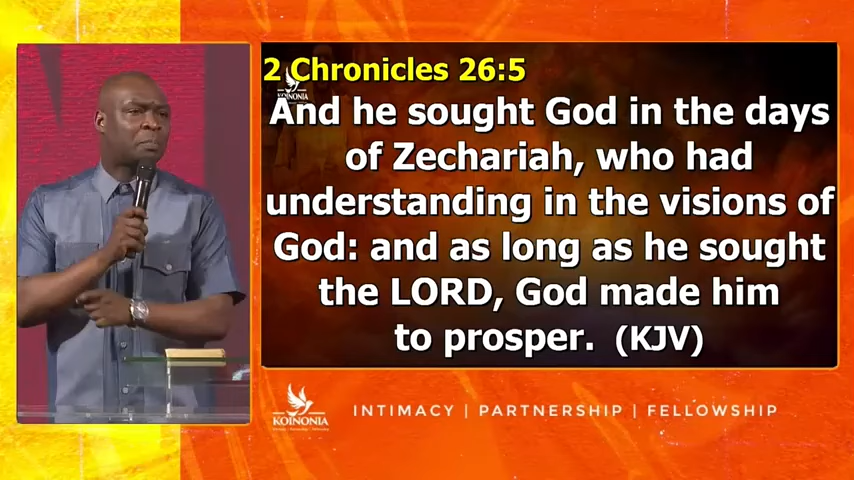 2 Chronicles 26:5
KOINONIA
And he sought God in the days
of Zechariah, who had
understanding in the visions of
God: and as long as he sought
the LORD, God made him
to prosper. (KJV)
KOINONIA
INTIMACY | PARTNERSHIP | FELLOWSHIP